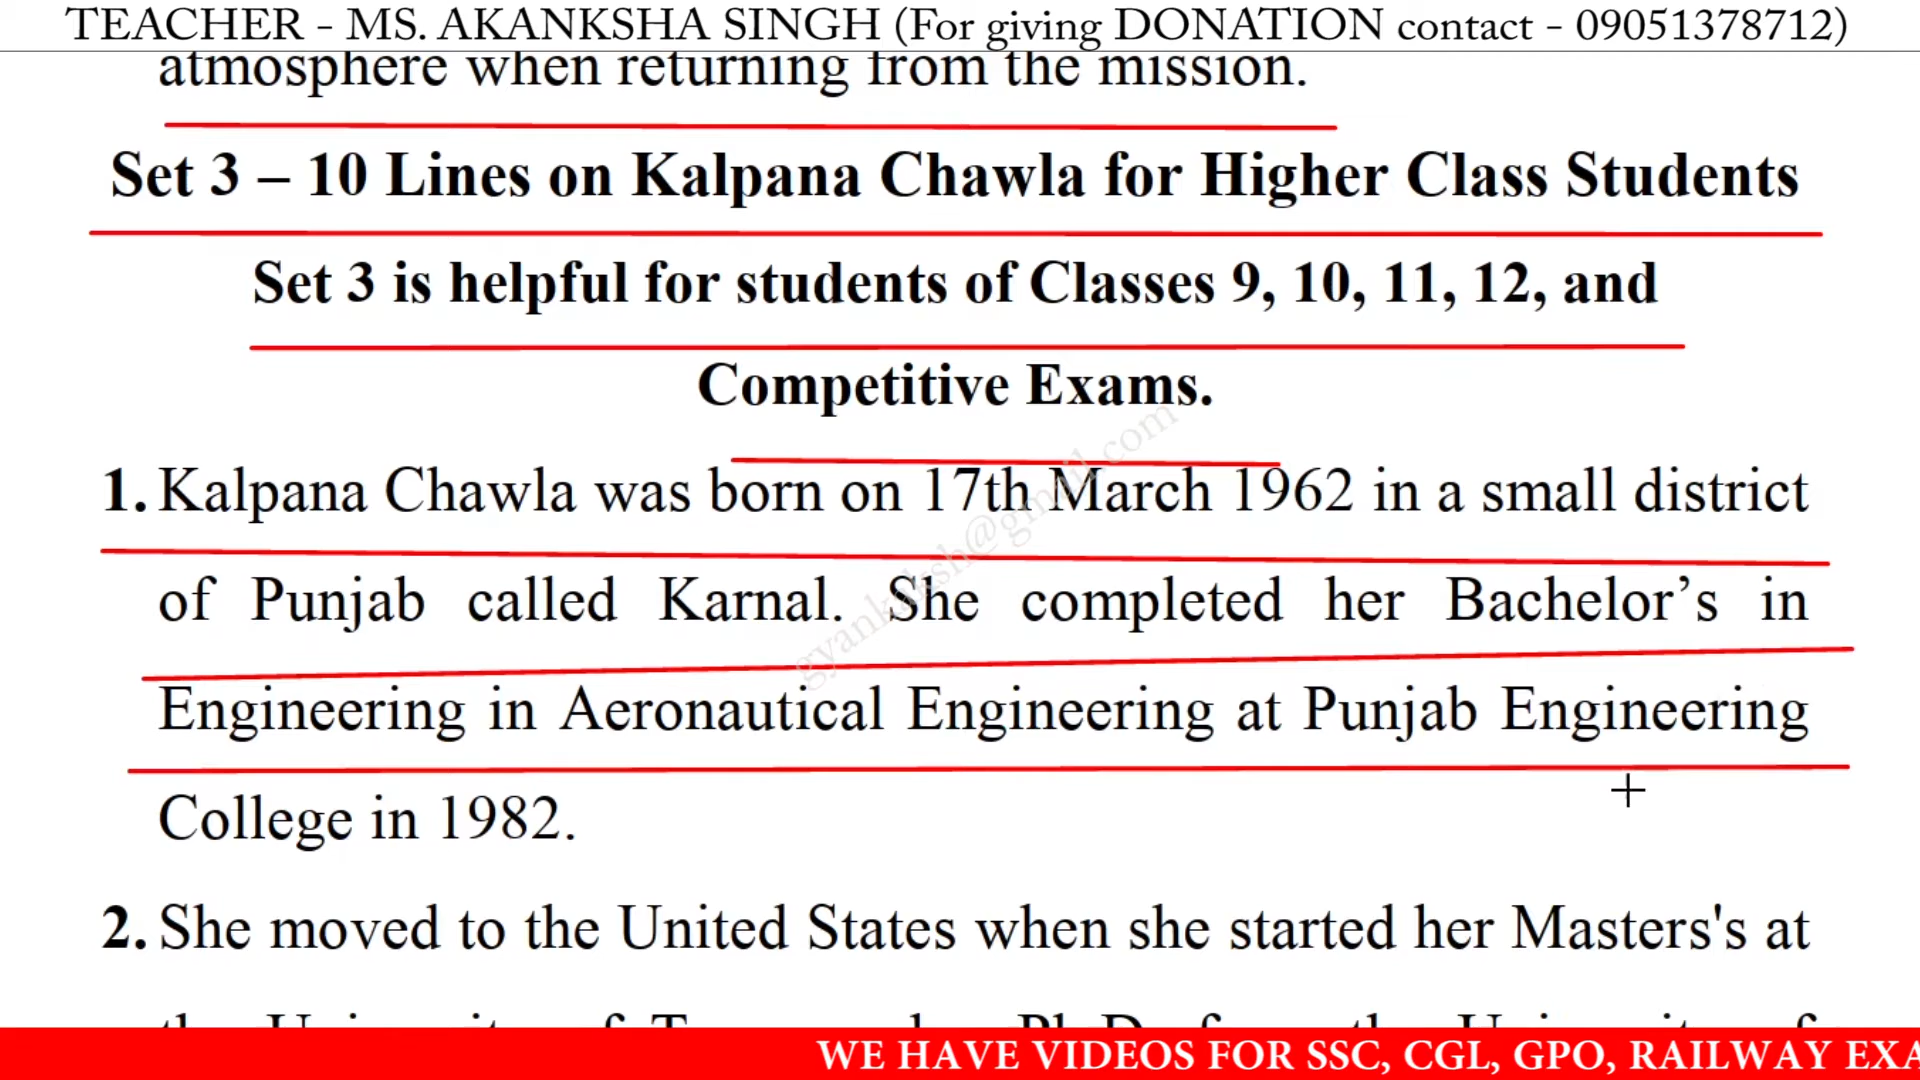 TEACHER - MS. AKANKSHA SINGH (For giving DONATION contact - 09051378712)
atmosphere when returning from the mission.
Set 3 – 10 Lines on Kalpana Chawla for Higher Class Students
Set 3 is helpful for students of Classes 9, 10, 11, 12, and
Competitive Exams.
1. Kalpana Chawla was born on 17th March 1962 in a small district
of Punjab called Karnal. She completed her Bachelor’s in
Engineering in Aeronautical Engineering at Punjab Engineering
College in 1982.
2. She moved to the United States when she started her Masters's at
WE HAVE VIDEOS FOR SSC, CGL, GPO, RAILWAY EXA